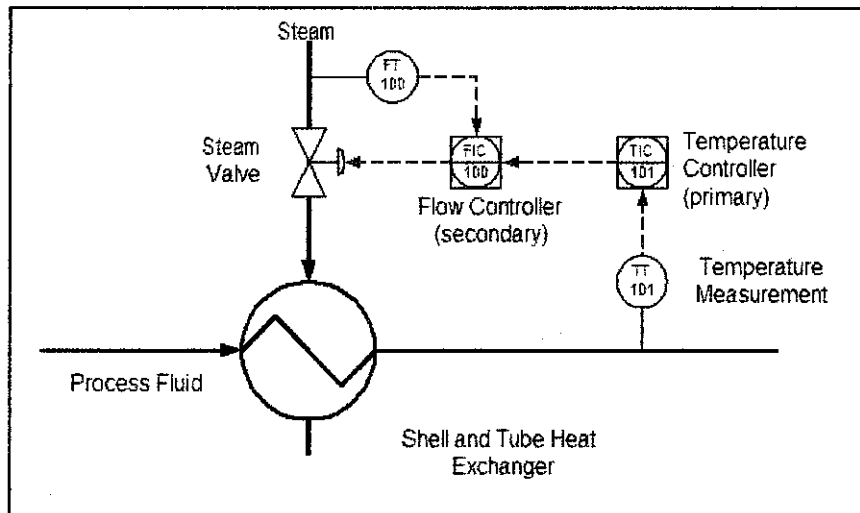 Steam
FT
100
Steam
Valve
FIC
100
TIC
101
Temperature
Controller
(primary)
Flow Controller
(secondary)
TT
101
Temperature
Measurement
Process Fluid
Shell and Tube Heat
Exchanger